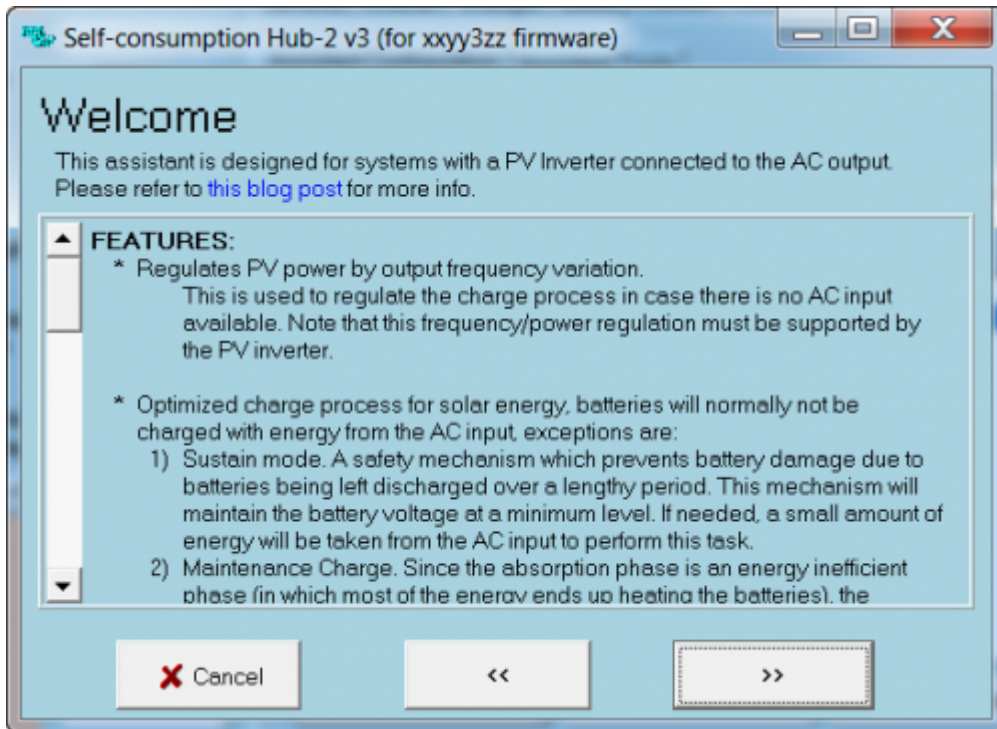 Self-consumption Hub-2 v3 (for xxyy3zz firmware)
Welcome
This assistant is designed for systems with a PV Inverter connected to the AC output.
Please refer to this blog post for more info.
FEATURES:
* Regulates PV power by output frequency variation.
This is used to regulate the charge process in case there is no AC input
available. Note that this frequency/power regulation must be supported by
the PV inverter.
* Optimized charge process for solar energy, batteries will normally not be
charged with energy from the AC input, exceptions are:
1) Sustain mode. A safety mechanism which prevents battery damage due to
batteries being left discharged over a lengthy period. This mechanism will
maintain the battery voltage at a minimum level. If needed, a small amount of
energy will be taken from the AC input to perform this task.
2) Maintenance Charge. Since the absorption phase is an energy inefficient
phase (in which most of the energy ends up heating the batteries), the
Cancel
<<
>>